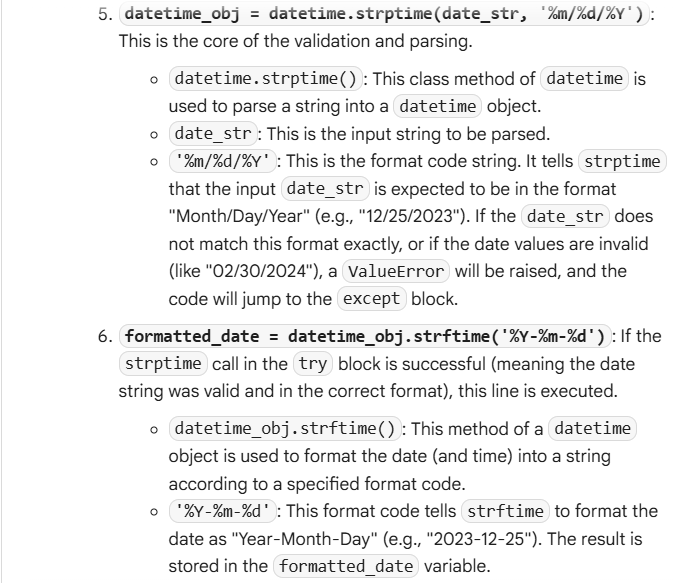 5. datetime_obj = datetime.strptime(date_str, '%m/%d/%Y'):
This is the core of the validation and parsing.
○ datetime.strptime(): This class method of datetime is
used to parse a string into a datetime object.
○ date_str: This is the input string to be parsed.
○ '%m/%d/%Y': This is the format code string. It tells strptime
that the input date_str is expected to be in the format
"Month/Day/Year" (e.g., "12/25/2023"). If the date_str does
not match this format exactly, or if the date values are invalid
(like "02/30/2024"), a ValueError will be raised, and the
code will jump to the except block.
6. formatted_date = datetime_obj.strftime('%Y-%m-%d'): If the
strptime call in the try block is successful (meaning the date
string was valid and in the correct format), this line is executed.
○ datetime_obj.strftime(): This method of a datetime
object is used to format the date (and time) into a string
according to a specified format code.
○ '%Y-%m-%d': This format code tells strftime to format the
date as "Year-Month-Day" (e.g., "2023-12-25"). The result is
stored in the formatted_date variable.